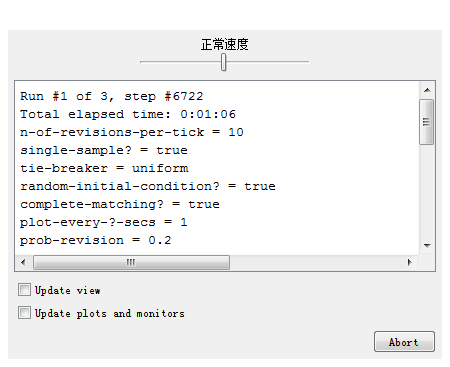 正常速度
Run #1 of 3, step #6722
Total elapsed time: 0:01:06
n-of-revisions-per-tick = 10
single-sample? = true
tie-breaker = uniform
random-initial-condition? = true
complete-matching? = true
plot-every-?-secs = 1
prob-revision = 0.2
Update view
Update plots and monitors
Abort